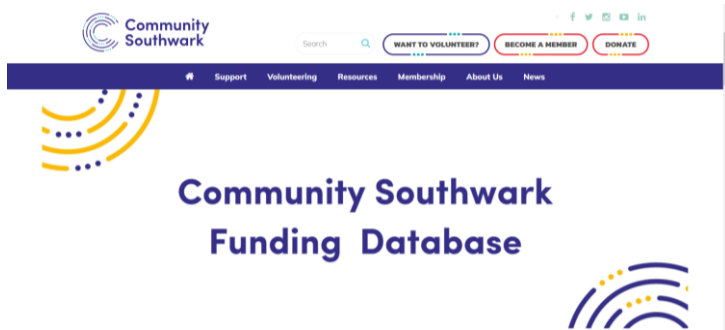 Community
Southwark
Search
WANT TO VOLUNTEER?
BECOME A MEMBER
DONATE
Support Volunteering Resources Membership About Us News
Community Southwark
Funding Database